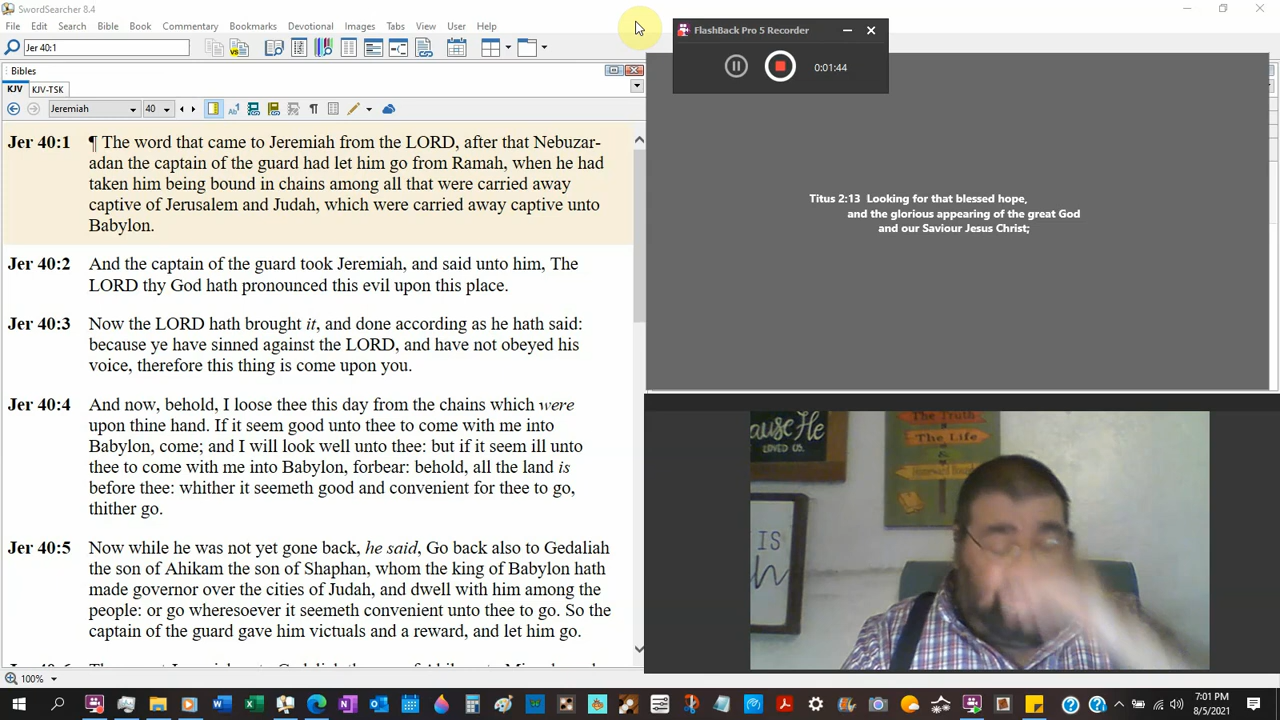 SwordSearcher 8.4
File Edit Search Bible Book Commentary Bookmarks Devotional Images Tabs View User Help
Jer 40:1
Bibles
KJV KJV-TSK
Jeremiah 40
Jer 40:1 ¶ The word that came to Jeremiah from the LORD, after that Nebuzar-
adan the captain of the guard had let him go from Ramah, when he had
taken him being bound in chains among all that were carried away
captive of Jerusalem and Judah, which were carried away captive unto
Babylon.
Jer 40:2 And the captain of the guard took Jeremiah, and said unto him, The
LORD thy God hath pronounced this evil upon this place.
Jer 40:3 Now the LORD hath brought it, and done according as he hath said:
because ye have sinned against the LORD, and have not obeyed his
voice, therefore this thing is come upon you.
Jer 40:4 And now, behold, I loose thee this day from the chains which were
upon thine hand. If it seem good unto thee to come with me into
Babylon, come; and I will look well unto thee: but if it seem ill unto
thee to come with me into Babylon, forbear: behold, all the land is
before thee: whither it seemeth good and convenient for thee to go,
thither go.
Jer 40:5 Now while he was not yet gone back, he said, Go back also to Gedaliah
the son of Ahikam the son of Shaphan, whom the king of Babylon hath
made governor over the cities of Judah, and dwell with him among the
people: or go wheresoever it seemeth convenient unto thee to go. So the
captain of the guard gave him victuals and a reward, and let him go.
100%
FlashBack Pro 5 Recorder
0:01:44
Titus 2:13 Looking for that blessed hope,
and the glorious appearing of the great God
and our Saviour Jesus Christ;
ause He
LOVED US.
The Truth
The Life
IS
7:01 PM
8/5/2021